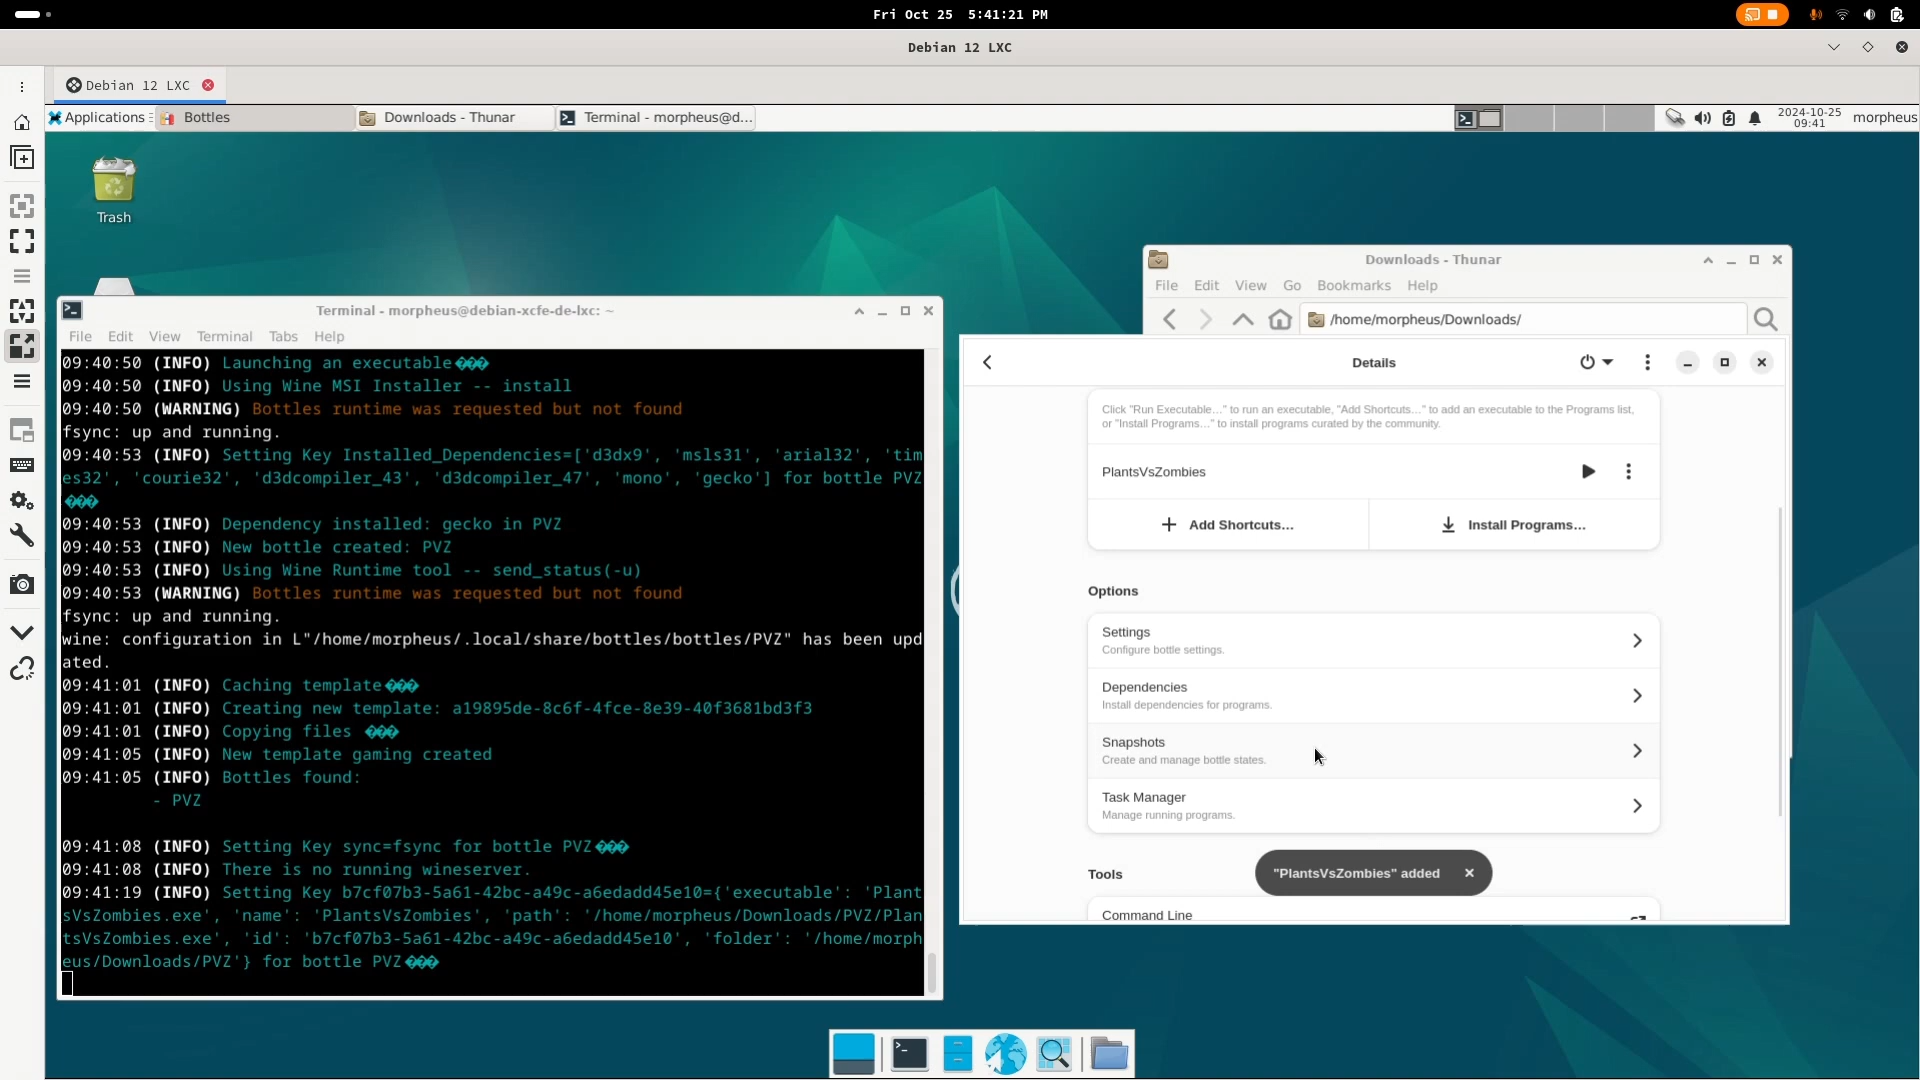 Fri Oct 25  5:41:21 PM
Debian 12 LXC
Debian 12 LXC
Applications
Bottles
Downloads - Thunar
Terminal - morpheus@d...
2024-10-25
09:41
morpheus
Trash
Terminal - morpheus@debian-xcfe-de-lxc: ~
File Edit View Terminal Tabs Help
09:40:50 (INFO) Launching an executable���
09:40:50 (INFO) Using Wine MSI Installer -- install
09:40:50 (WARNING) Bottles runtime was requested but not found
fsync: up and running.
09:40:53 (INFO) Setting Key Installed_Dependencies=['d3dx9', 'msls31', 'arial32', 'tim
es32', 'courie32', 'd3dcompiler_43', 'd3dcompiler_47', 'mono', 'gecko'] for bottle PVZ
���
09:40:53 (INFO) Dependency installed: gecko in PVZ
09:40:53 (INFO) New bottle created: PVZ
09:40:53 (INFO) Using Wine Runtime tool -- send_status(-u)
09:40:53 (WARNING) Bottles runtime was requested but not found
fsync: up and running.
wine: configuration in L"/home/morpheus/.local/share/bottles/bottles/PVZ" has been upd
ated.
09:41:01 (INFO) Caching template���
09:41:01 (INFO) Creating new template: a19895de-8c6f-4fce-8e39-40f3681bd3f3
09:41:01 (INFO) Copying files ���
09:41:05 (INFO) New template gaming created
09:41:05 (INFO) Bottles found:
- PVZ
09:41:08 (INFO) Setting Key sync=fsync for bottle PVZ���
09:41:08 (INFO) There is no running wineserver.
09:41:19 (INFO) Setting Key b7cf07b3-5a61-42bc-a49c-a6edadd45e10={'executable': 'Plant
sVsZombies.exe', 'name': 'PlantsVsZombies', 'path': '/home/morpheus/Downloads/PVZ/Plan
tsVsZombies.exe', 'id': 'b7cf07b3-5a61-42bc-a49c-a6edadd45e10', 'folder': '/home/morph
eus/Downloads/PVZ'} for bottle PVZ���
Downloads - Thunar
File Edit View Go Bookmarks Help
/home/morpheus/Downloads/
Details
Click "Run Executable…" to run an executable, "Add Shortcuts…" to add an executable to the Programs list,
or "Install Programs…" to install programs curated by the community.
PlantsVsZombies
Add Shortcuts…
Install Programs…
Options
Settings
Configure bottle settings.
Dependencies
Install dependencies for programs.
Snapshots
Create and manage bottle states.
Task Manager
Manage running programs.
Tools
"PlantsVsZombies" added
Command Line